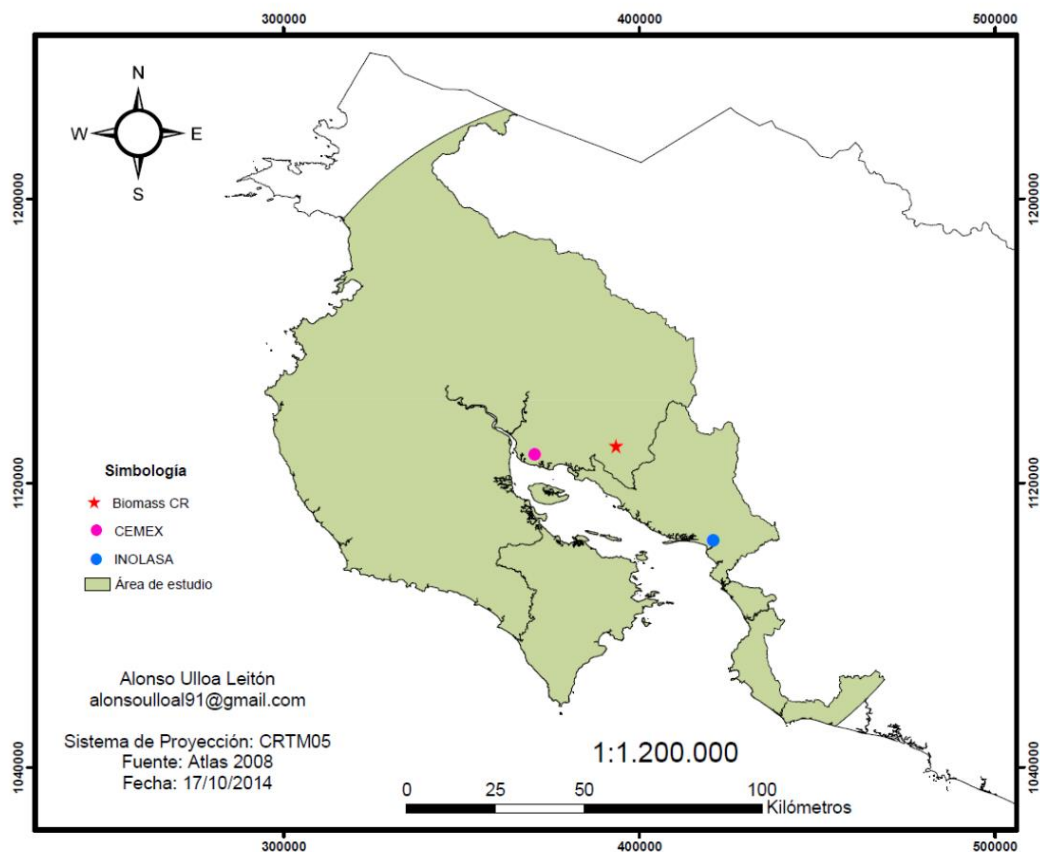 300000 400000 500000
N
W E
S
1200000 1200000
1120000 1120000
1040000 1040000
Simbología
Biomass CR
CEMEX
INOLASA
Área de estudio
Alonso Ulloa Leitón
alonsoulloal91@gmail.com
Sistema de Proyección: CRTM05
Fuente: Atlas 2008
Fecha: 17/10/2014
1:1.200.000
0 25 50 100
Kilómetros
300000 400000 500000